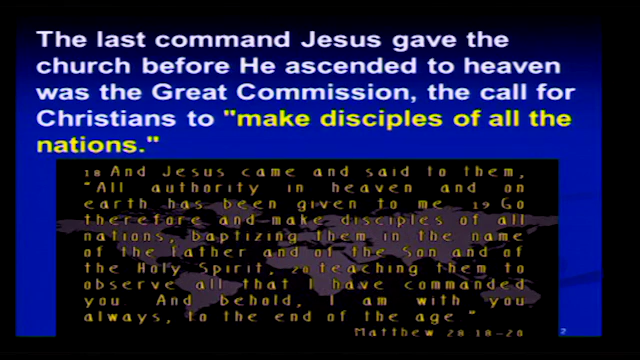 The last command Jesus gave the
church before He ascended to heaven
was the Great Commission, the call for
Christians to "make disciples of all the
nations."
18 And Jesus came and said to them,
"All authority in heaven and on
earth has been given to me 19 Go
therefore and make disciples of all
nations, baptizing them in the name
of the Father and of the Son and of
the Holy Spirit, 20 teaching them to
observe all that I have commanded
you And behold, I am with you
always, to the end of the age "
Matthew 28 18-20
2